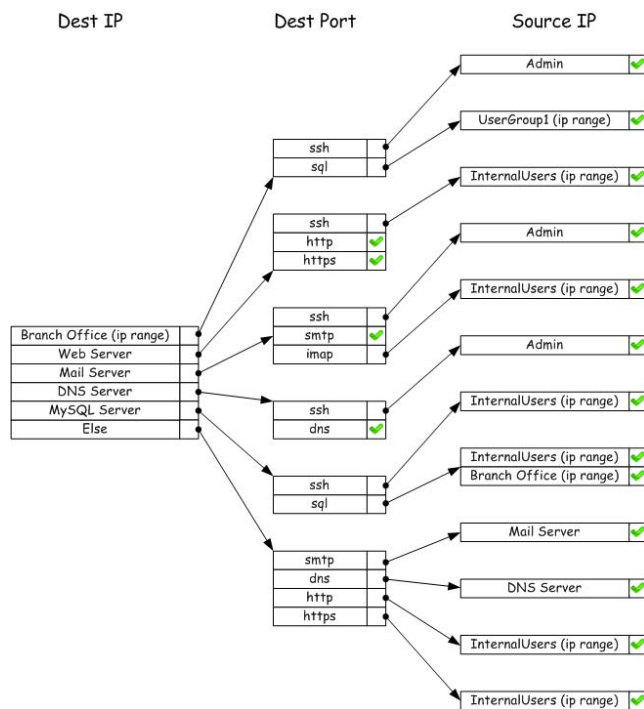 Dest IP
Dest Port
Source IP
Branch Office (ip range)
Web Server
Mail Server
DNS Server
MySQL Server
Else
ssh
sql
ssh
http
https
ssh
smtp
imap
ssh
dns
ssh
sql
smtp
dns
http
https
Admin
UserGroup1 (ip range)
InternalUsers (ip range)
Admin
InternalUsers (ip range)
Admin
InternalUsers (ip range)
InternalUsers (ip range)
Branch Office (ip range)
Mail Server
DNS Server
InternalUsers (ip range)
InternalUsers (ip range)